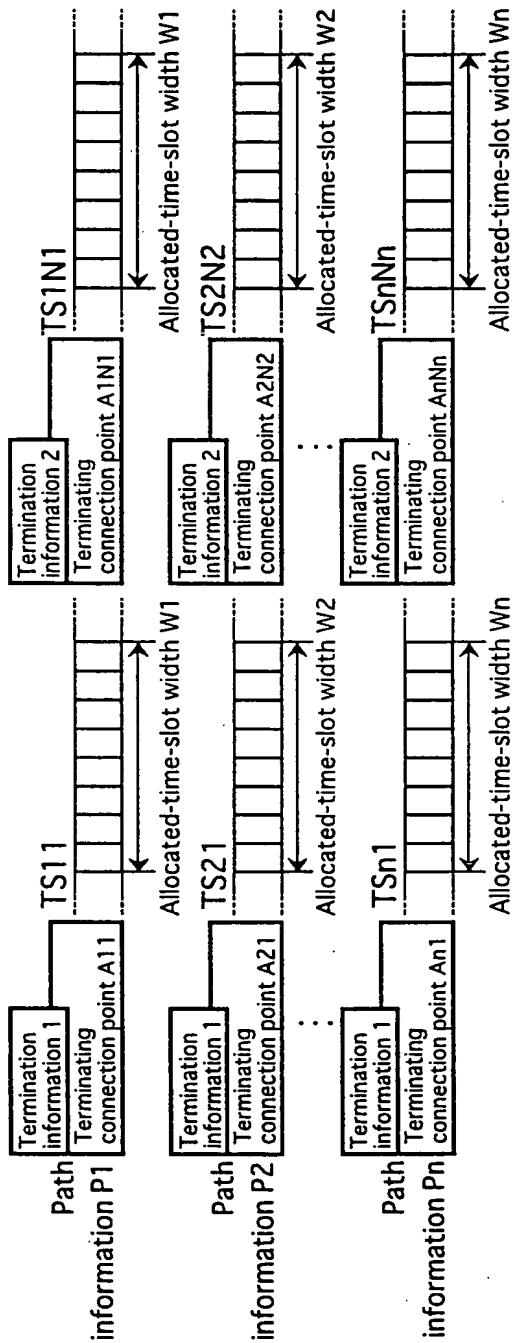 Path
information P1
Termination
information 1
Terminating
connection point A11
TS11
Allocated-time-slot width W1
Termination
information 2
Terminating
connection point A1N1
TS1N1
Allocated-time-slot width W1
Path
information P2
Termination
information 1
Terminating
connection point A21
TS21
Allocated-time-slot width W2
Termination
information 2
Terminating
connection point A2N2
TS2N2
Allocated-time-slot width W2
Path
information Pn
Termination
information 1
Terminating
connection point An1
TSn1
Allocated-time-slot width Wn
Termination
information 2
Terminating
connection point AnNn
TSnNn
Allocated-time-slot width Wn